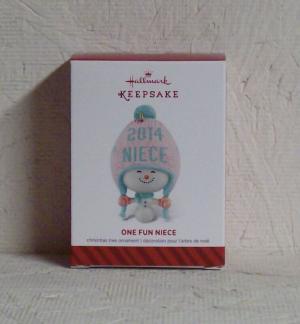 Hallmark
KEEPSAKE
2014
NIECE
ONE FUN NIECE
christmas tree ornament | décoration pour l'arbre de noël